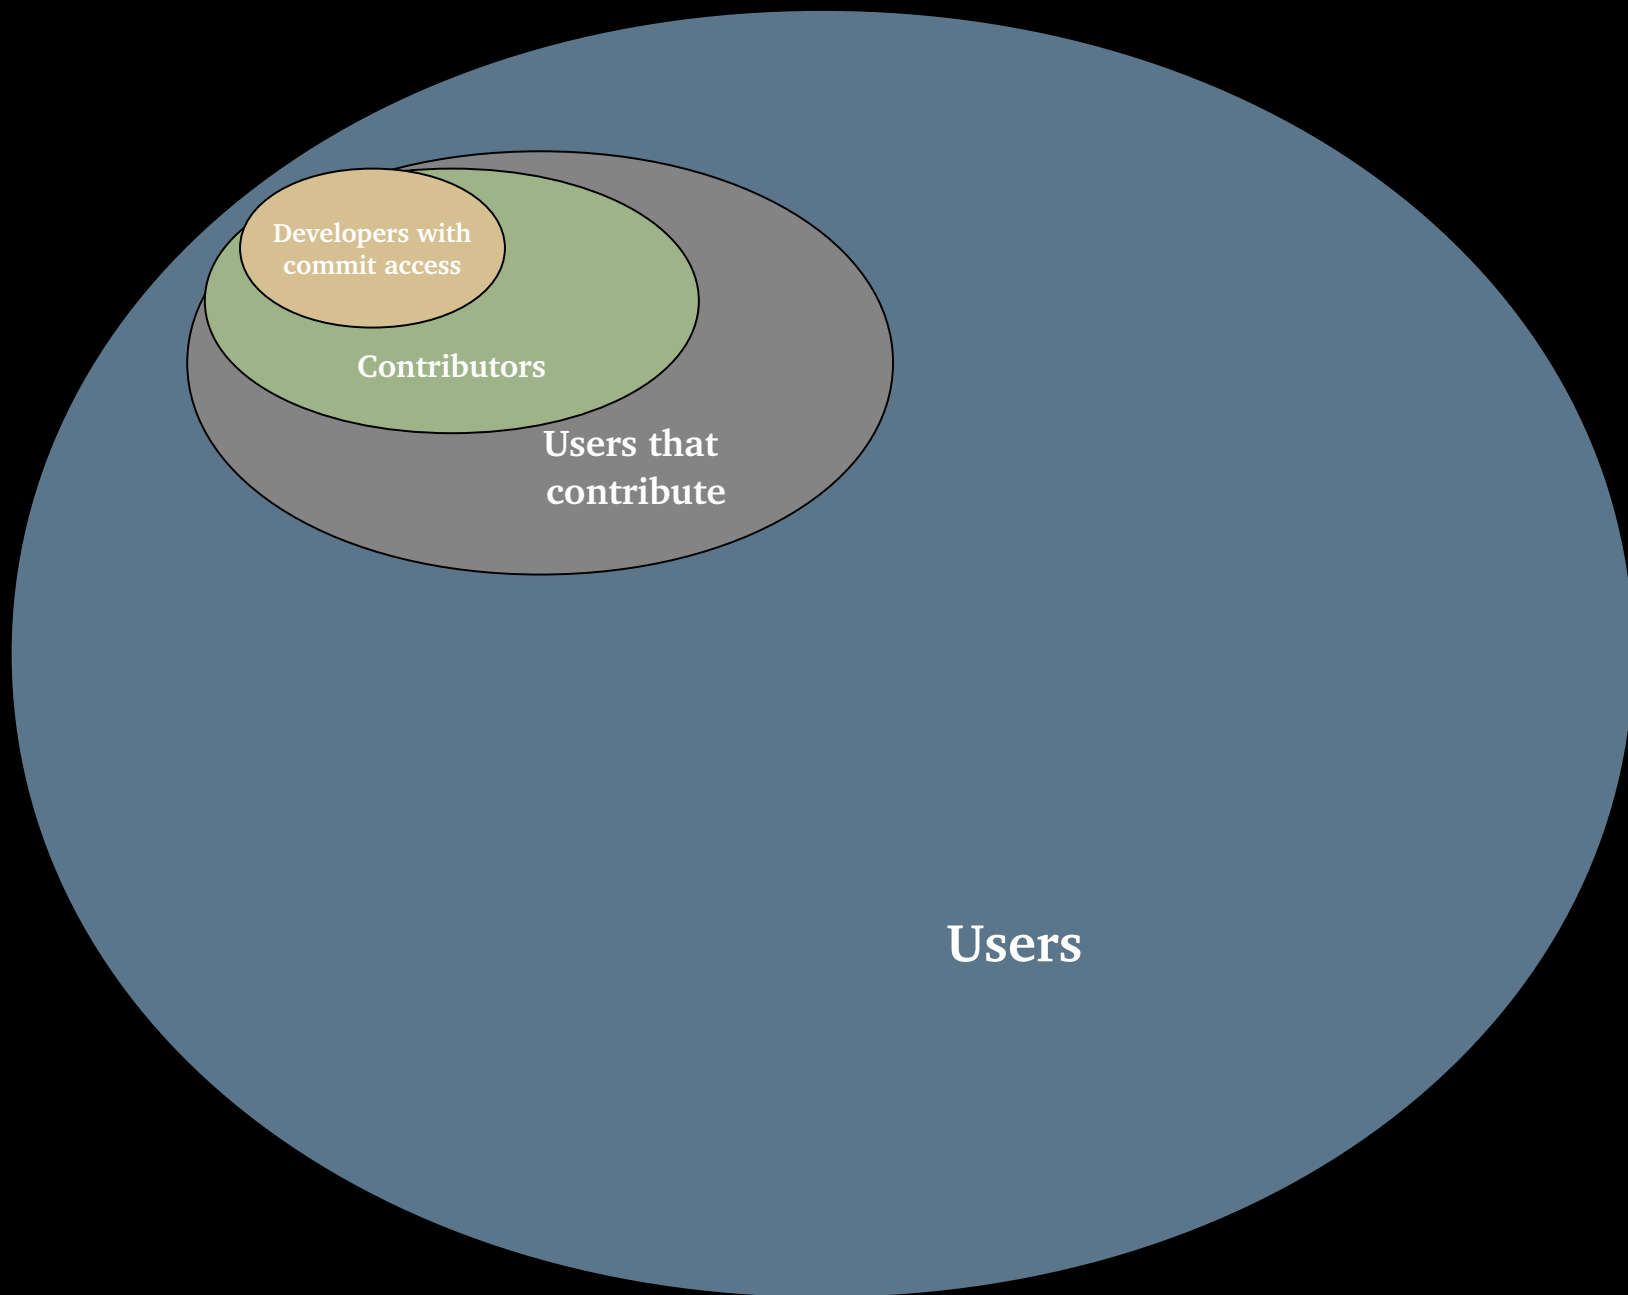 Developers with
commit access
Contributors
Users that
contribute
Users